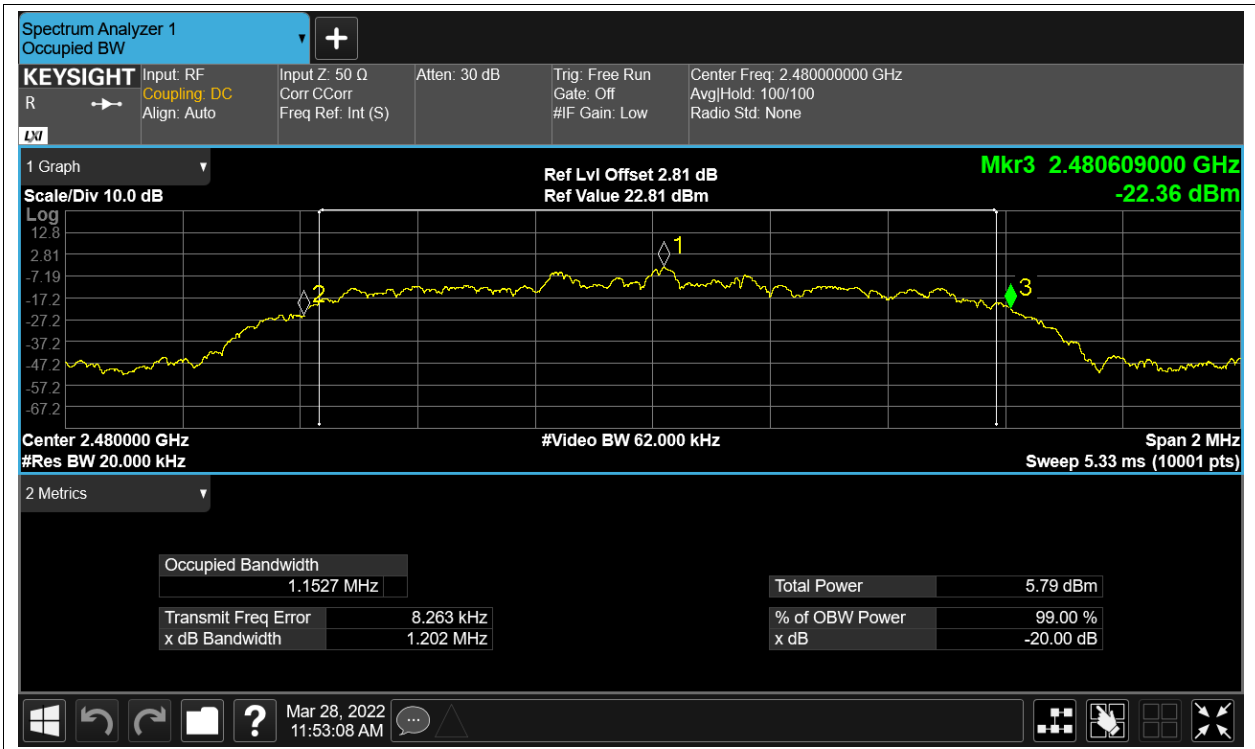 Spectrum Analyzer 1
Occupied BW
KEYSIGHT
R
LXI
Input: RF
Coupling: DC
Align: Auto
Input Z: 50 Ω
Corr CCorr
Freq Ref: Int (S)
Atten: 30 dB
Trig: Free Run
Gate: Off
#IF Gain: Low
Center Freq: 2.480000000 GHz
Avg|Hold: 100/100
Radio Std: None
1 Graph
Scale/Div 10.0 dB
Ref Lvl Offset 2.81 dB
Ref Value 22.81 dBm
Mkr3 2.480609000 GHz
-22.36 dBm
Log
12.8
2.81
-7.19
-17.2
-27.2
-37.2
-47.2
-57.2
-67.2
1
2
3
Center 2.480000 GHz
#Res BW 20.000 kHz
#Video BW 62.000 kHz
Span 2 MHz
Sweep 5.33 ms (10001 pts)
2 Metrics
Occupied Bandwidth
1.1527 MHz
Transmit Freq Error 8.263 kHz
x dB Bandwidth 1.202 MHz
Total Power 5.79 dBm
% of OBW Power 99.00 %
x dB -20.00 dB
?
Mar 28, 2022
11:53:08 AM